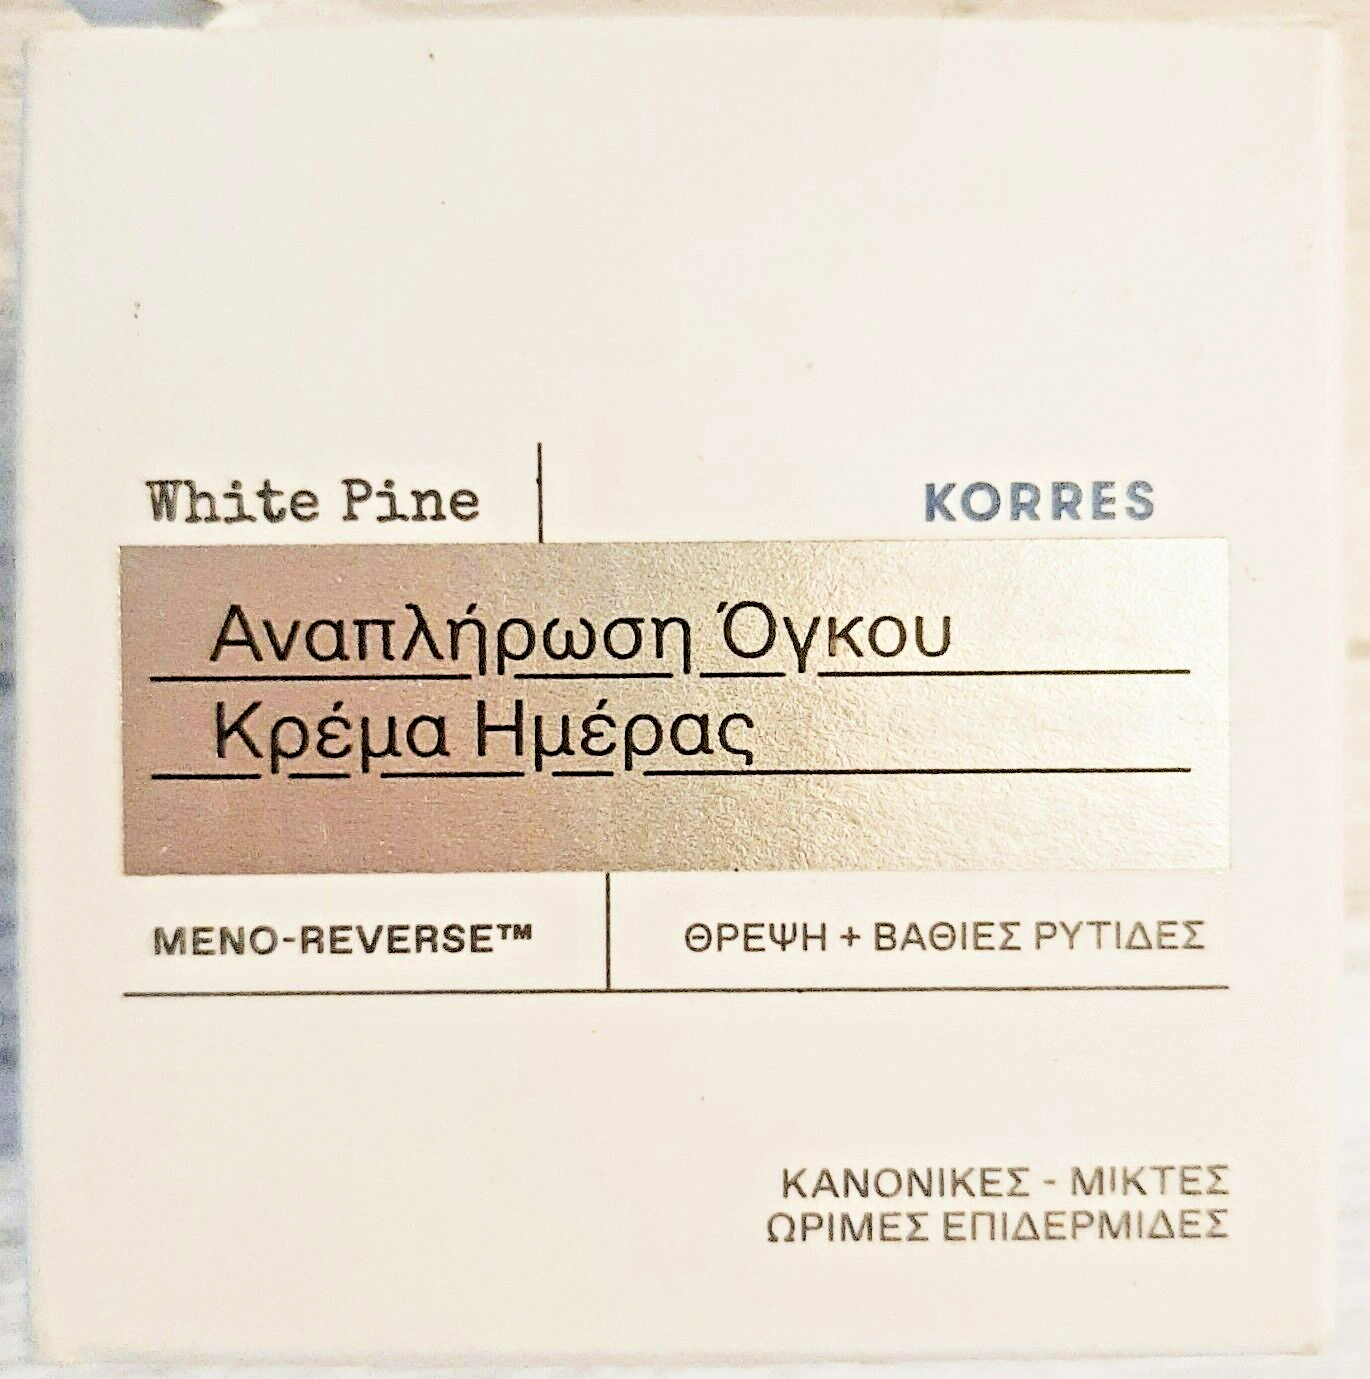 White Pine
KORRES
Αναπλήρωση Όγκου
Κρέμα Ημέρας
MENO-REVERSE™
ΘΡΕΨΗ + ΒΑΘΙΕΣ ΡΥΤΙΔΕΣ
ΚΑΝΟΝΙΚΕΣ - ΜΙΚΤΕΣ
ΩΡΙΜΕΣ ΕΠΙΔΕΡΜΙΔΕΣ